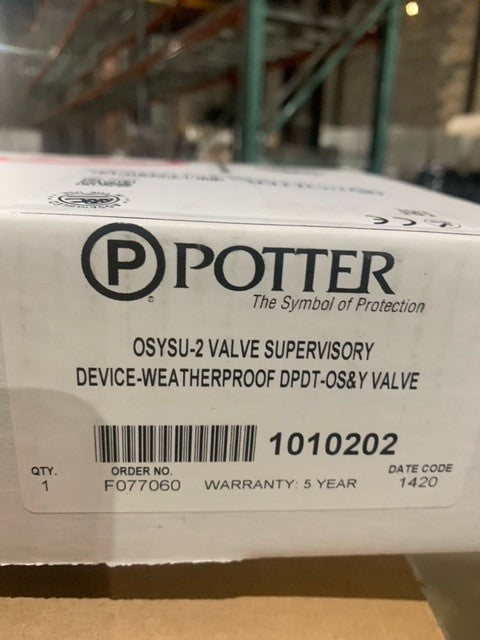 P POTTER
®
The Symbol of Protection
OSYSU-2 VALVE SUPERVISORY
DEVICE-WEATHERPROOF DPDT-OS&Y VALVE
1010202
QTY. ORDER NO. DATE CODE
1 F077060 WARRANTY: 5 YEAR 1420